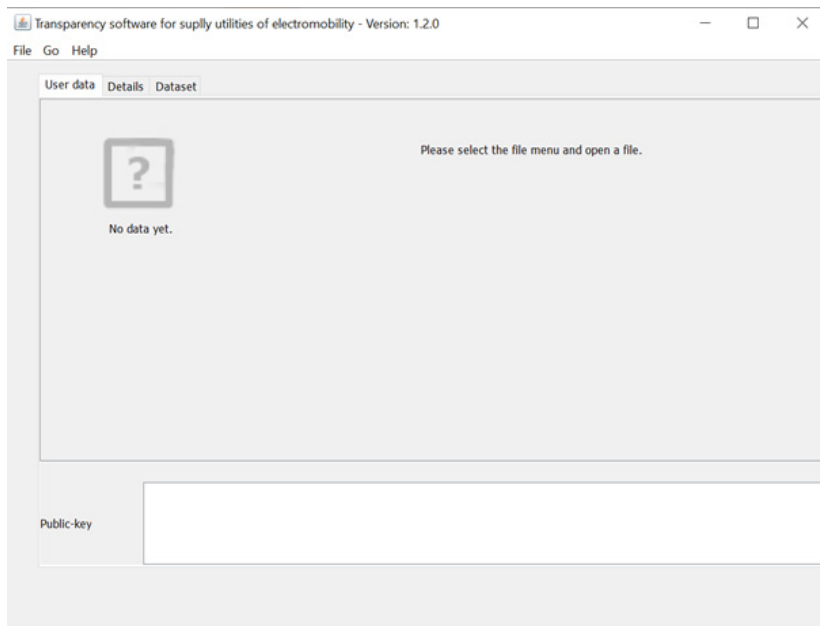 Transparency software for suplly utilities of electromobility - Version: 1.2.0
File Go Help
User data Details Dataset
?
Please select the file menu and open a file.
No data yet.
Public-key